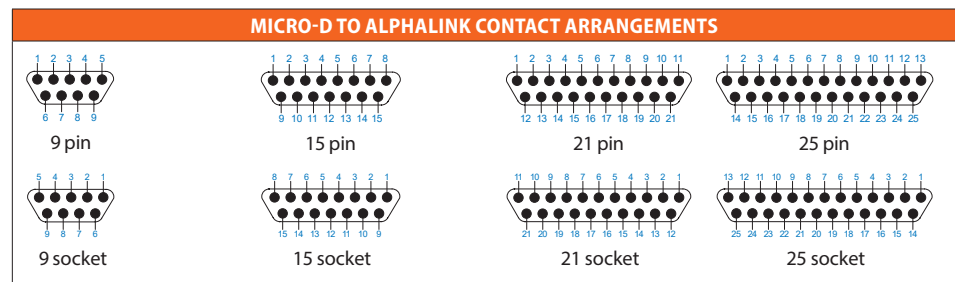 MICRO-D TO ALPHALINK CONTACT ARRANGEMENTS
1 2 3 4 5
6 7 8 9
9 pin
1 2 3 4 5 6 7 8
9 10 11 12 13 14 15
15 pin
1 2 3 4 5 6 7 8 9 10 11
12 13 14 15 16 17 18 19 20 21
21 pin
1 2 3 4 5 6 7 8 9 10 11 12 13
14 15 16 17 18 19 20 21 22 23 24 25
25 pin
5 4 3 2 1
9 8 7 6
9 socket
8 7 6 5 4 3 2 1
15 14 13 12 11 10 9
15 socket
11 10 9 8 7 6 5 4 3 2 1
21 20 19 18 17 16 15 14 13 12
21 socket
13 12 11 10 9 8 7 6 5 4 3 2 1
25 24 23 22 21 20 19 18 17 16 15 14
25 socket